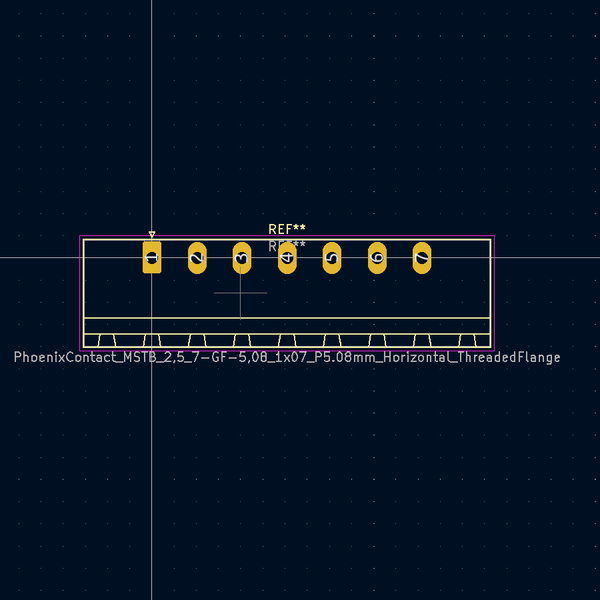 REF**
REF**
1 2 3 4 5 6 7
PhoenixContact_MSTB_2,5_7-GF-5,08_1x07_P5.08mm_Horizontal_ThreadedFlange